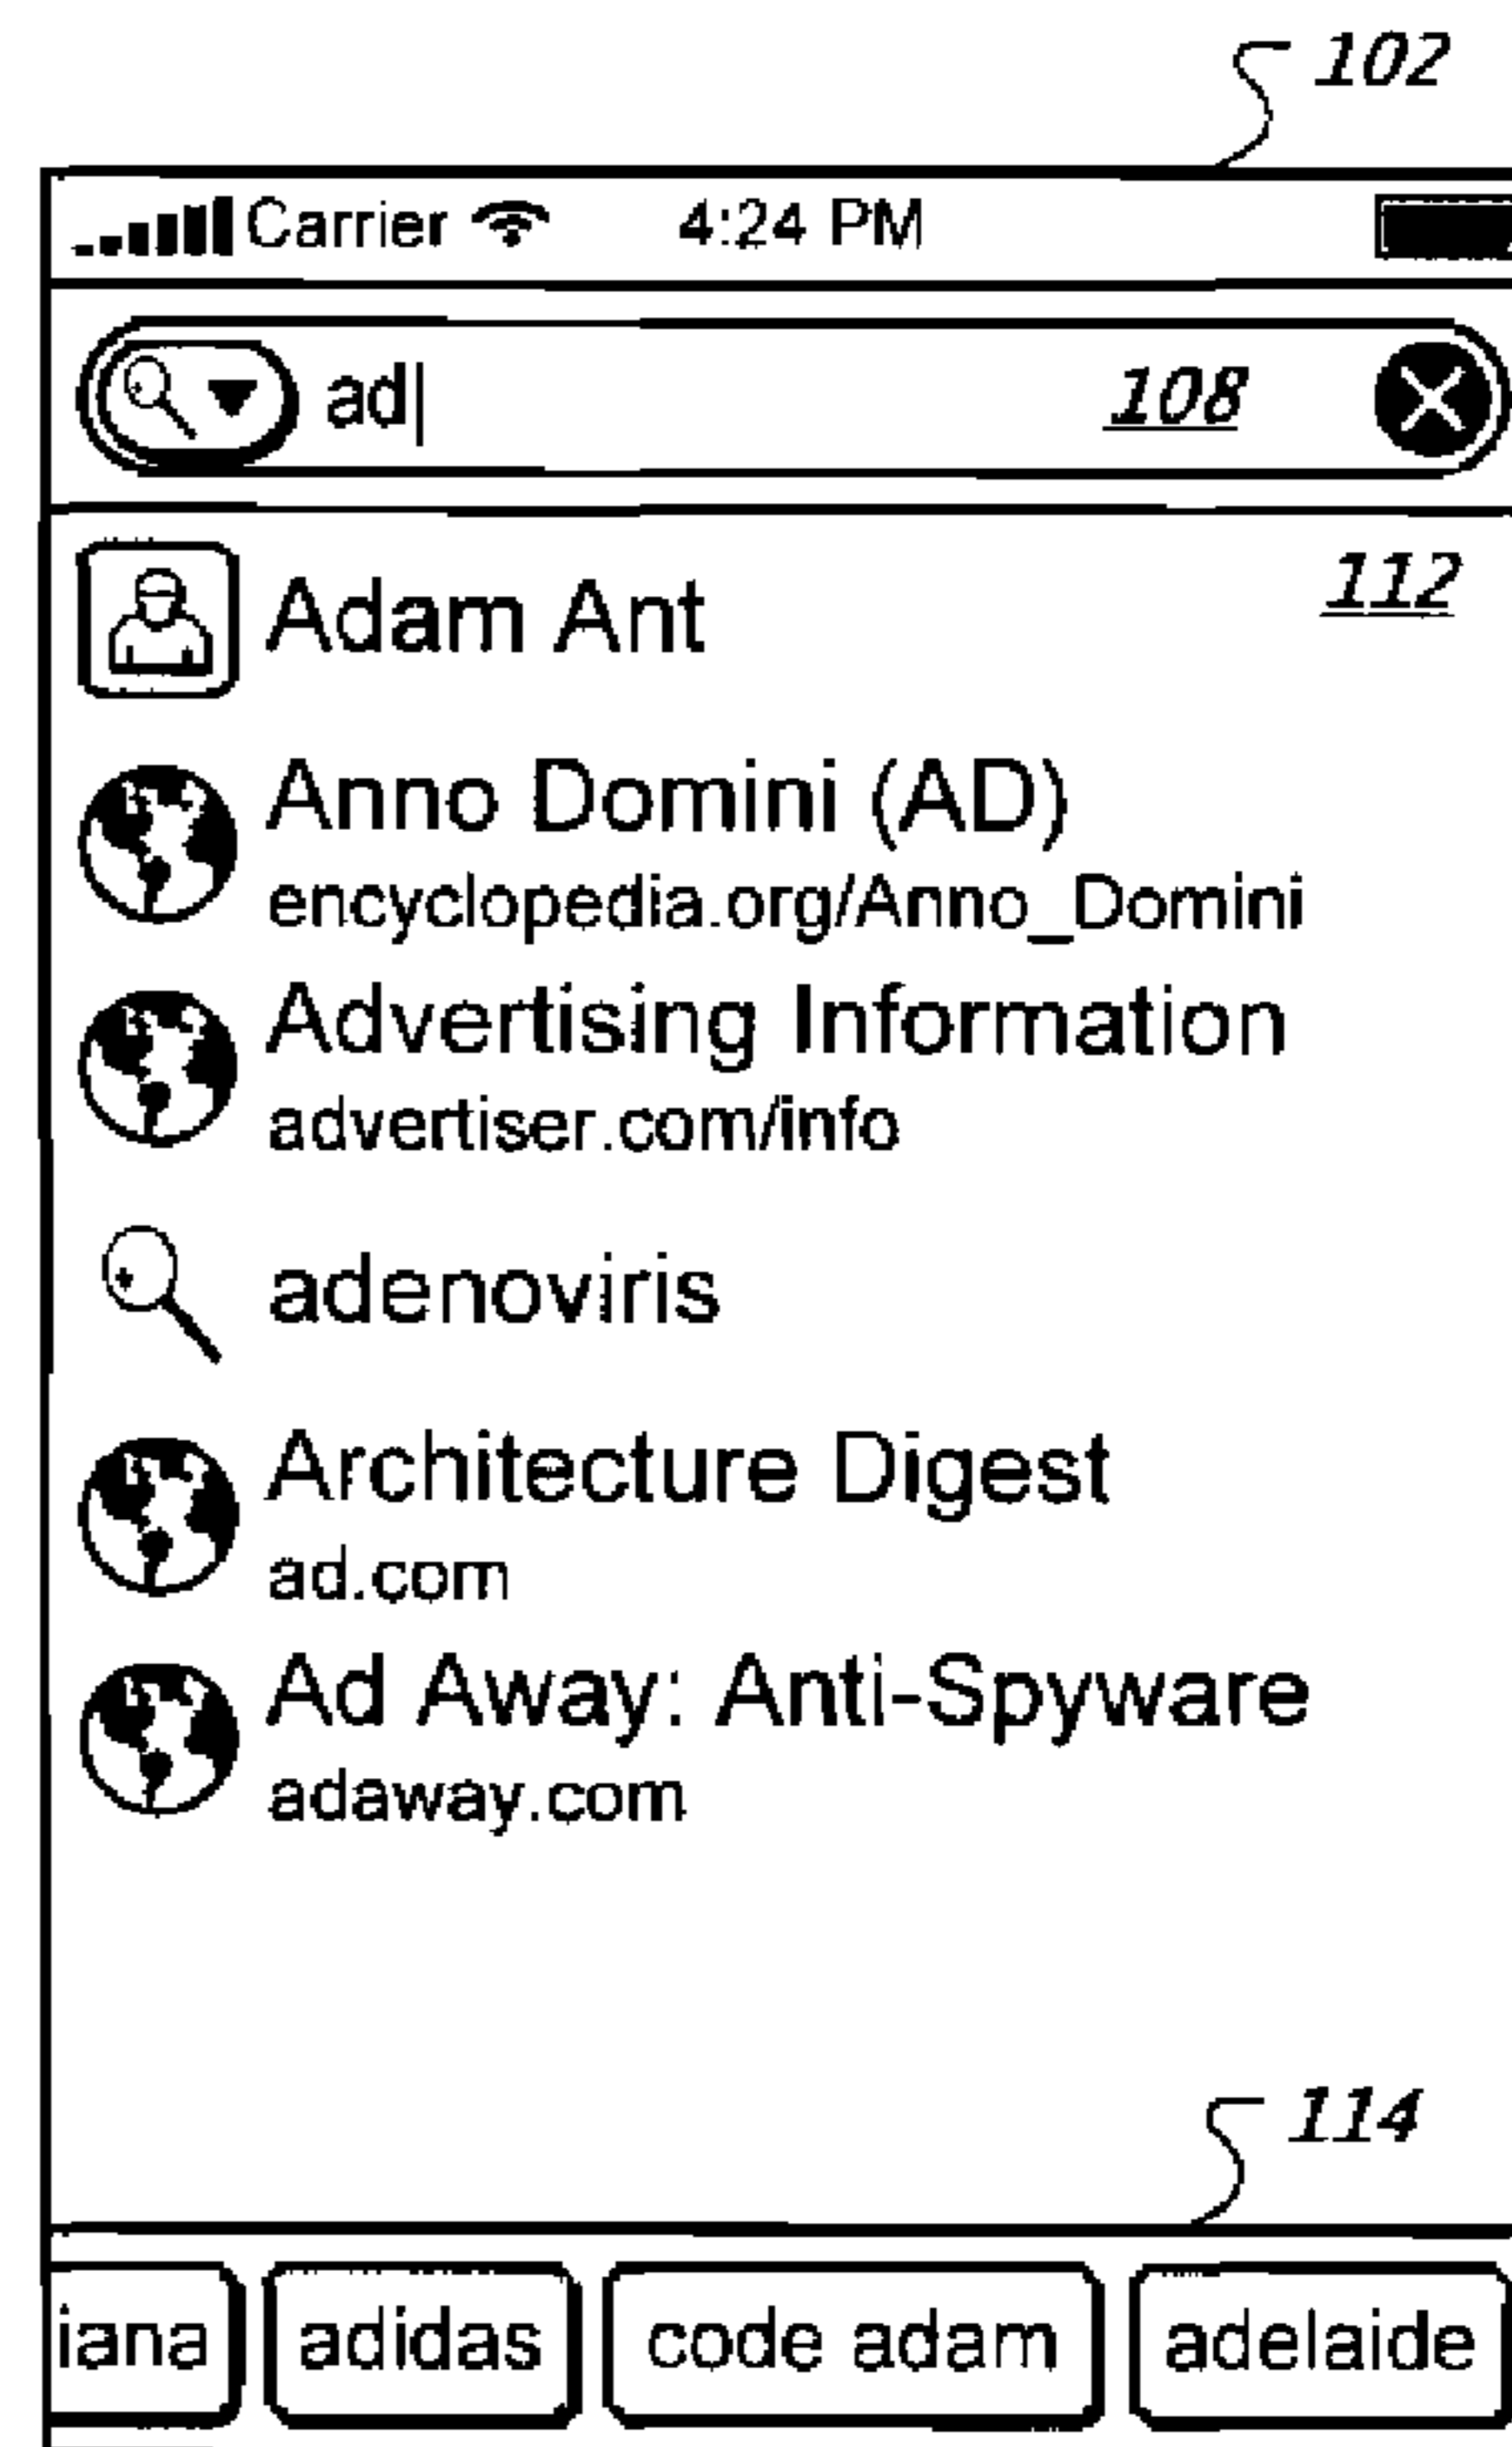 102
Carrier 4:24 PM
ad 108
Adam Ant 112
Anno Domini (AD)
encyclopedia.org/Anno_Domini
Advertising Information
advertiser.com/info
adenoviris
Architecture Digest
ad.com
Ad Away: Anti-Spyware
adaway.com
114
iana adidas code adam adelaide